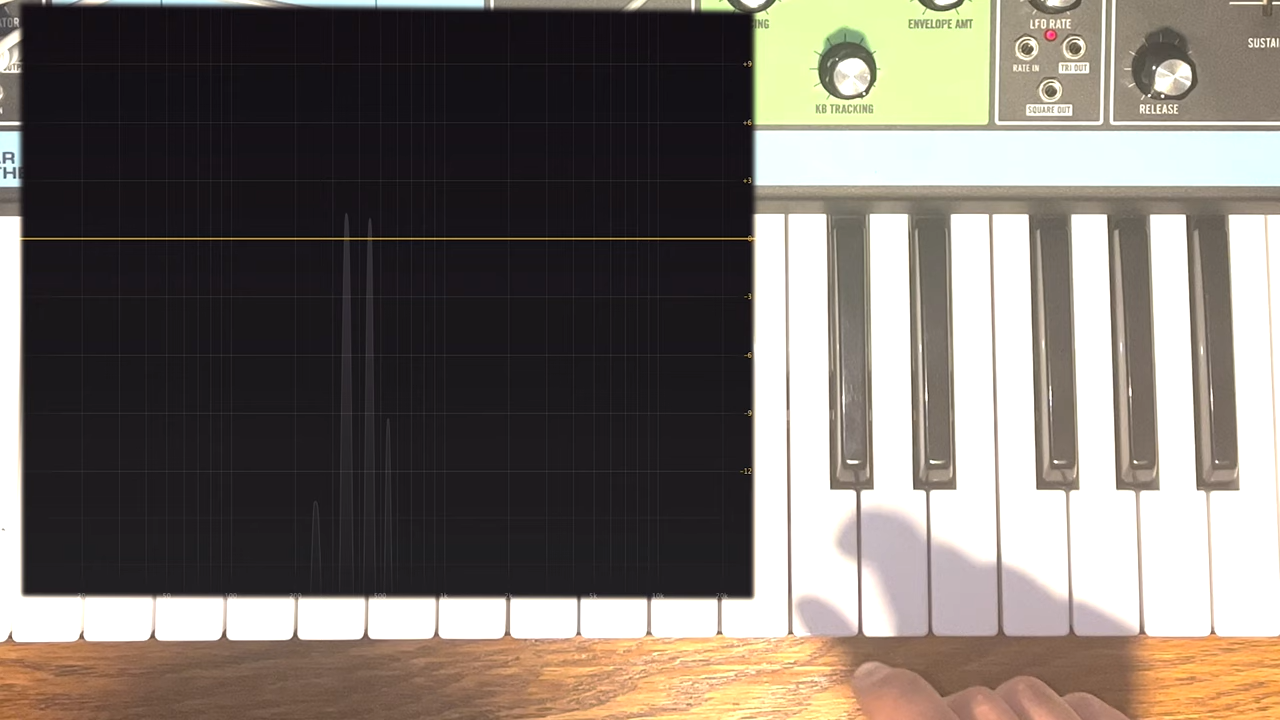 ENVELOPE AMT
LFO RATE
RATE IN
TRI OUT
SQUARE OUT
KB TRACKING
RELEASE
+9
+6
+3
0
-3
-6
-9
-12
50
100
200
500
1k
2k
5k
10k
20k